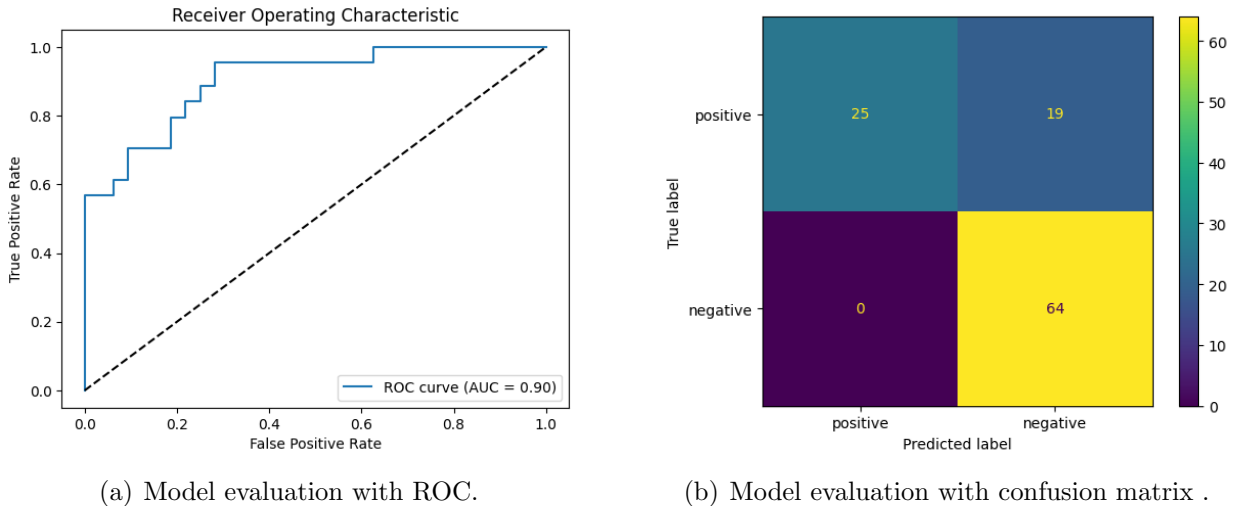 Receiver Operating Characteristic
1.0
0.8
0.6
0.4
0.2
0.0
True Positive Rate
ROC curve (AUC = 0.90)
0.0 0.2 0.4 0.6 0.8 1.0
False Positive Rate
(a) Model evaluation with ROC.
True label
positive
negative
25 19
0 64
positive negative
Predicted label
60
50
40
30
20
10
0
(b) Model evaluation with confusion matrix .